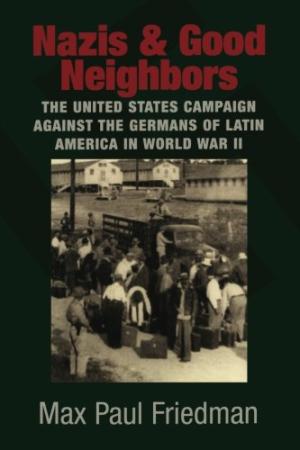 Nazis & Good
Neighbors
THE UNITED STATES CAMPAIGN
AGAINST THE GERMANS OF LATIN
AMERICA IN WORLD WAR II
Max Paul Friedman